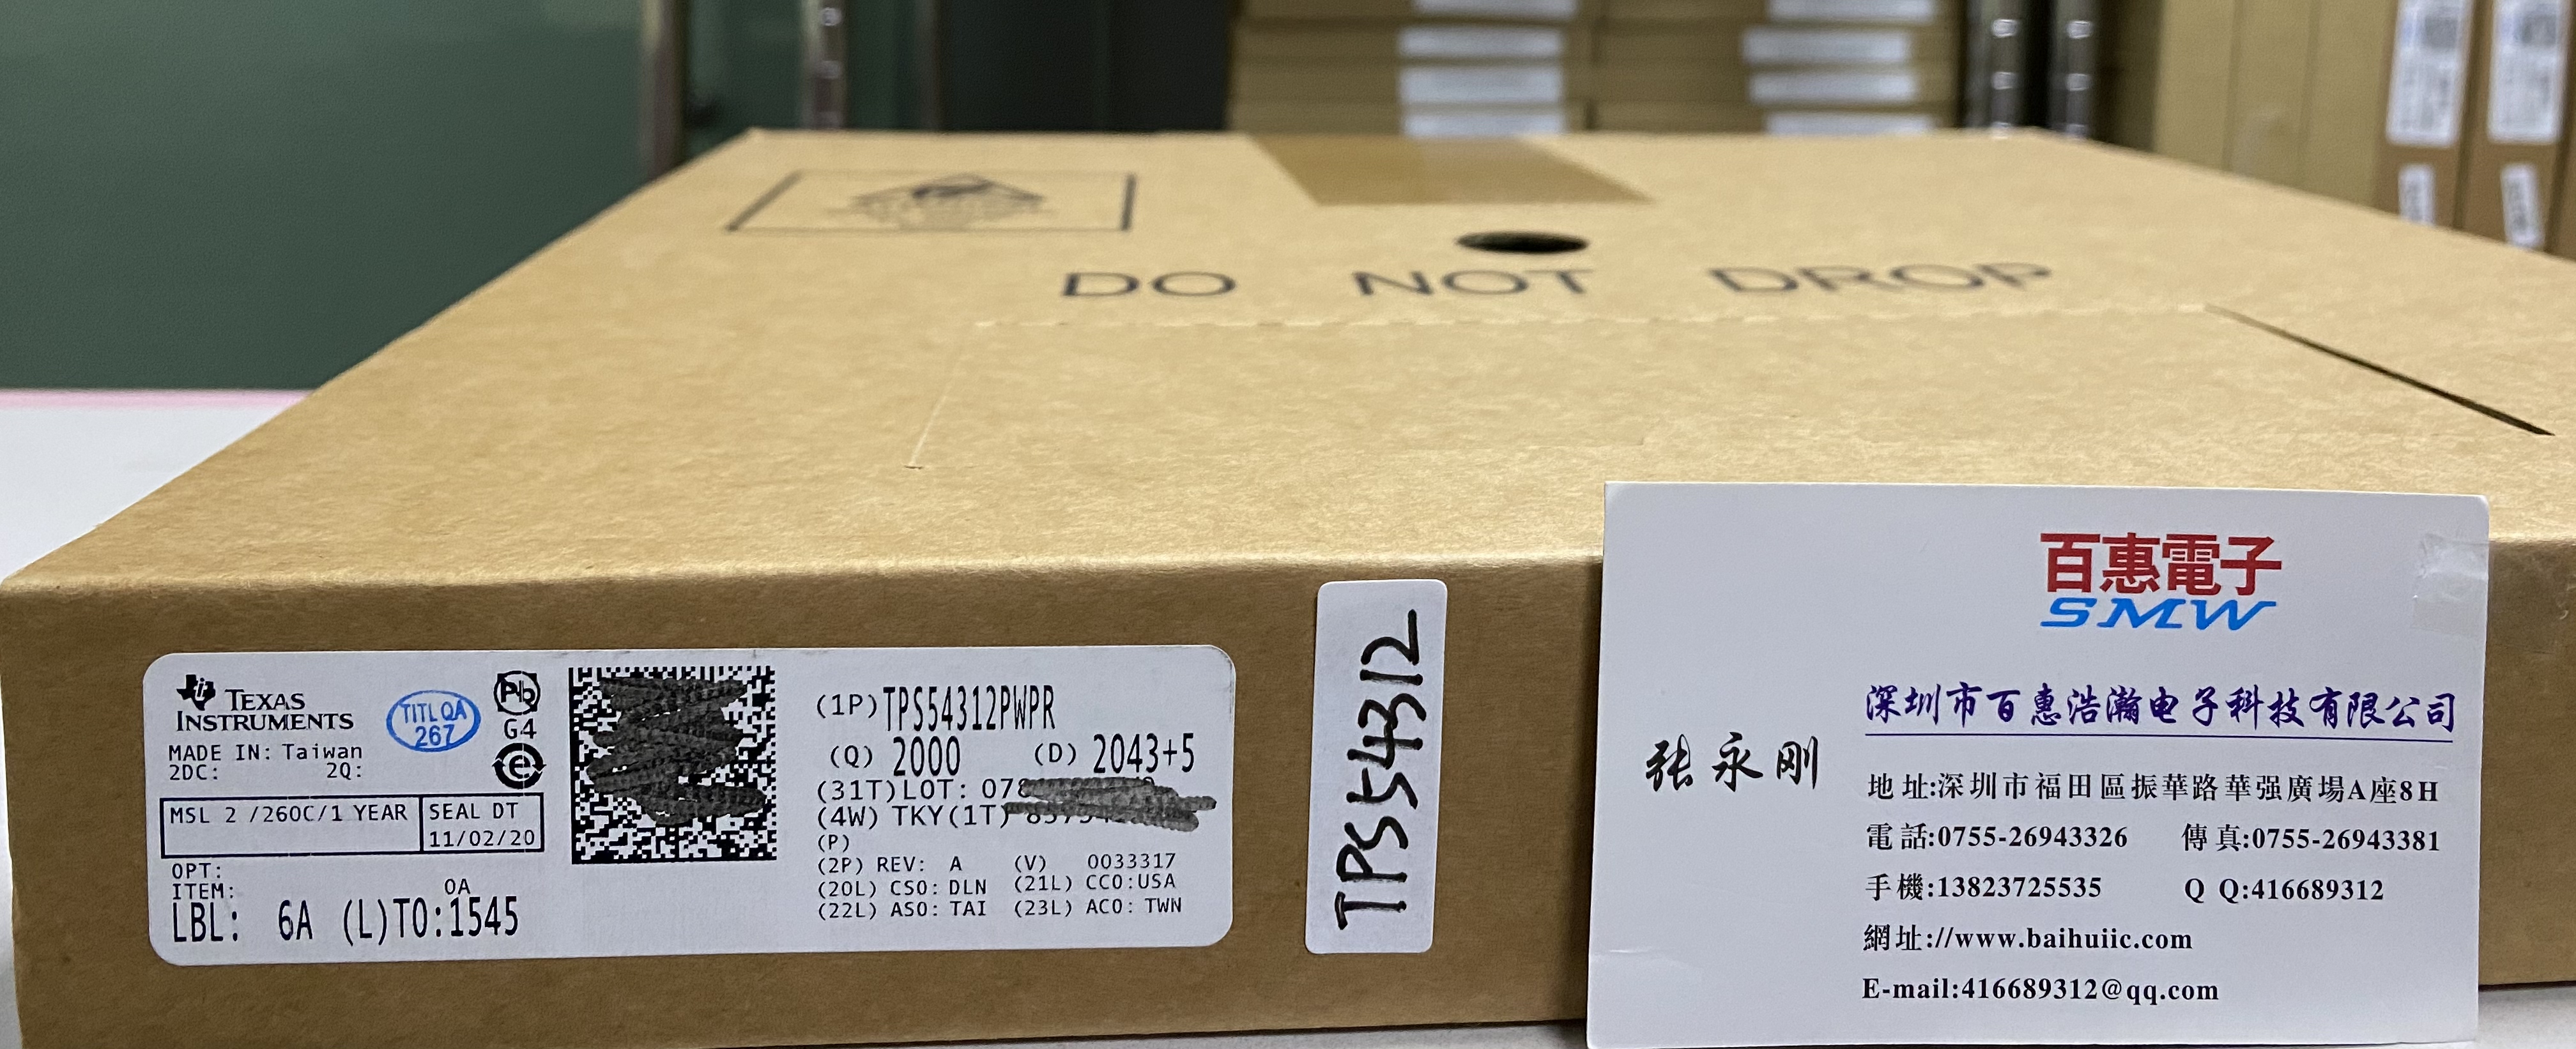 DO NOT DROP
TEXAS
INSTRUMENTS
TITL QA
267
Pb
G4
e
MADE IN: Taiwan
2DC: 2Q:
MSL 2 /260C/1 YEAR
SEAL DT
11/02/20
OPT:
ITEM:
0A
LBL: 6A (L)TO:1545
(1P)TPS54312PWPR
(Q) 2000 (D) 2043+5
(31T)LOT: 078
(4W) TKY(1T)
(P)
(2P) REV: A (V) 0033317
(20L) CSO: DLN (21L) CCO:USA
(22L) ASO: TAI (23L) ACO: TWN
TPS54312
百惠電子
SMW
深圳市百惠浩瀚电子科技有限公司
张永刚
地址:深圳市福田區振華路華强廣場A座8H
電話:0755-26943326 傳真:0755-26943381
手機:13823725535 Q Q:416689312
網址://www.baihuiic.com
E-mail:416689312@qq.com